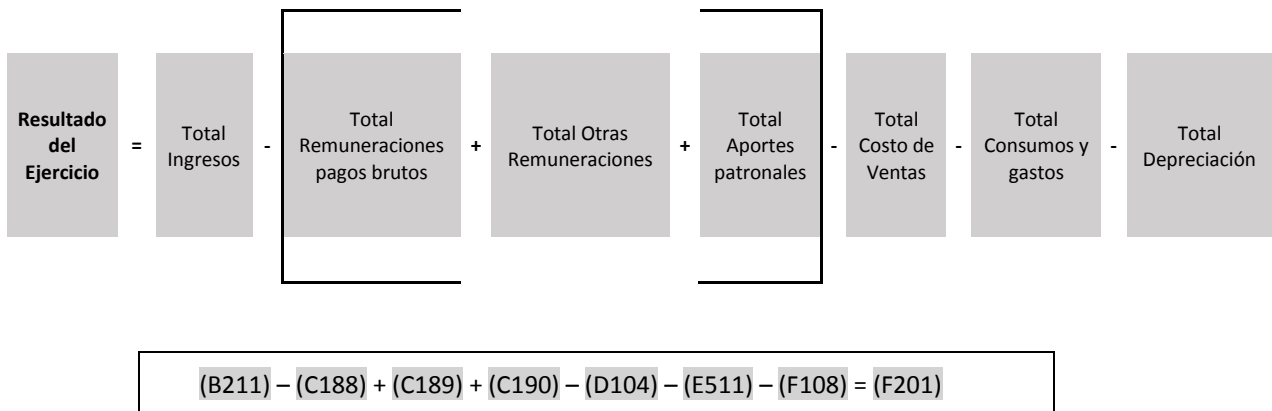 Resultado
del
Ejercicio
=
Total
Ingresos
-
Total
Remuneraciones
pagos brutos
+
Total Otras
Remuneraciones
+
Total
Aportes
patronales
-
Total
Costo de
Ventas
-
Total
Consumos y
gastos
-
Total
Depreciación
(B211) – (C188) + (C189) + (C190) – (D104) – (E511) – (F108) = (F201)